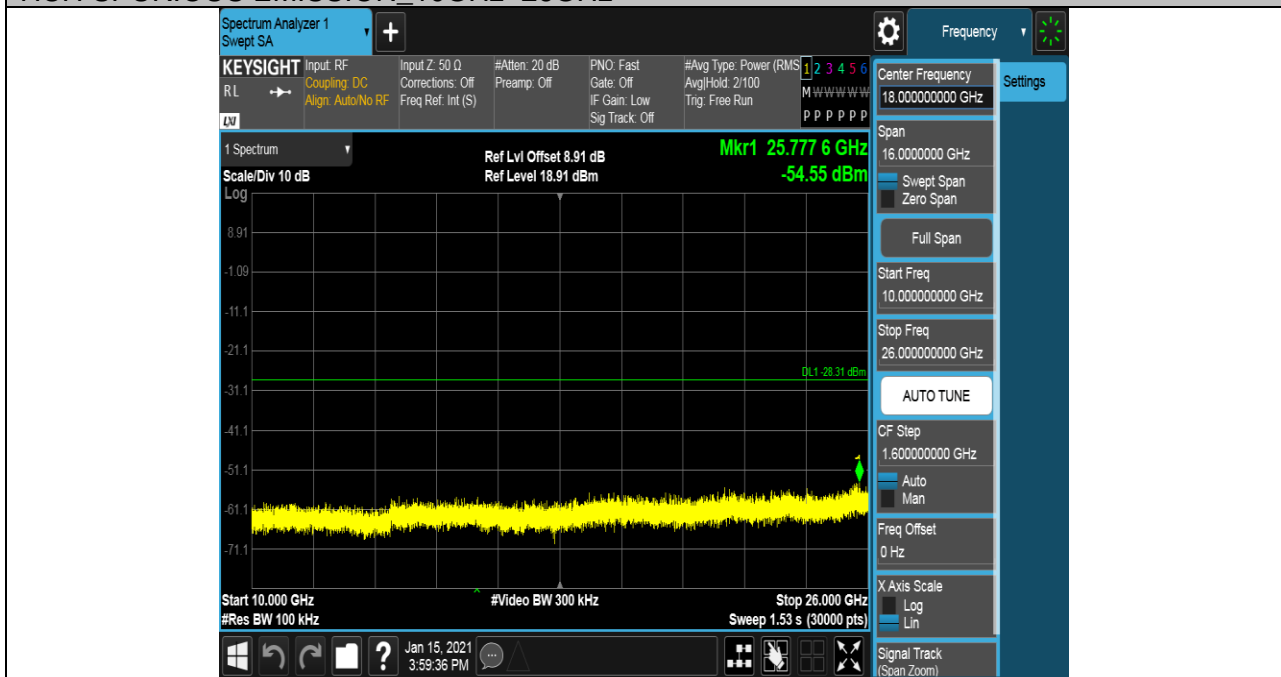 Spectrum Analyzer 1
Swept SA
Frequency
KEYSIGHT
RL
LXI
Input: RF
Coupling: DC
Align: Auto/No RF
Input Z: 50 Ω
Corrections: Off
Freq Ref: Int (S)
#Atten: 20 dB
Preamp: Off
PNO: Fast
Gate: Off
IF Gain: Low
Sig Track: Off
#Avg Type: Power (RMS
Avg|Hold: 2/100
Trig: Free Run
1 2 3 4 5 6
M W W W W W
P P P P P P
Center Frequency
18.000000000 GHz
Settings
1 Spectrum
Scale/Div 10 dB
Log
Ref Lvl Offset 8.91 dB
Ref Level 18.91 dBm
Mkr1 25.777 6 GHz
-54.55 dBm
8.91
-1.09
-11.1
-21.1
DL1 -28.31 dBm
-31.1
-41.1
-51.1
1
-61.1
-71.1
Start 10.000 GHz
#Res BW 100 kHz
#Video BW 300 kHz
Stop 26.000 GHz
Sweep 1.53 s (30000 pts)
Span
16.0000000 GHz
Swept Span
Zero Span
Full Span
Start Freq
10.000000000 GHz
Stop Freq
26.000000000 GHz
AUTO TUNE
CF Step
1.600000000 GHz
Auto
Man
Freq Offset
0 Hz
X Axis Scale
Log
Lin
Signal Track
(Span Zoom)
?
Jan 15, 2021
3:59:36 PM